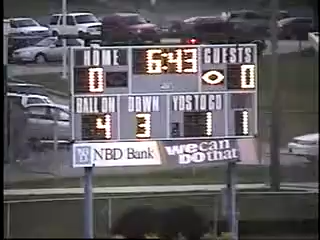 HOME 6:43 GUESTS
0 0
BALL ON DOWN YDS TO GO
4 3 1 1
NBD Bank we can do that